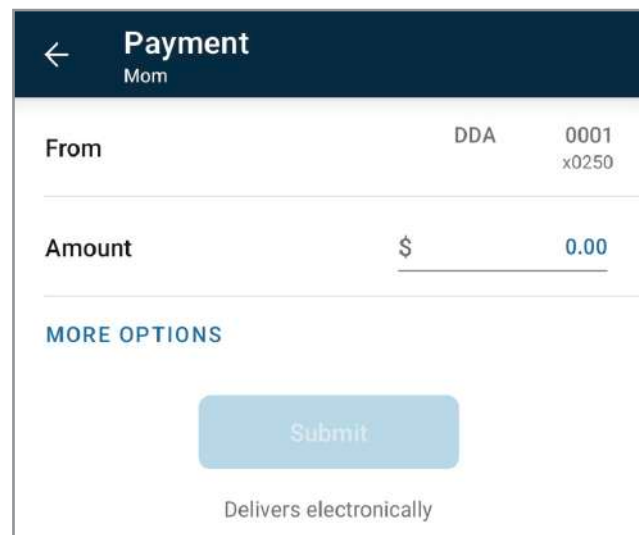 Payment
Mom
From DDA 0001
x0250
Amount $ 0.00
MORE OPTIONS
Submit
Delivers electronically